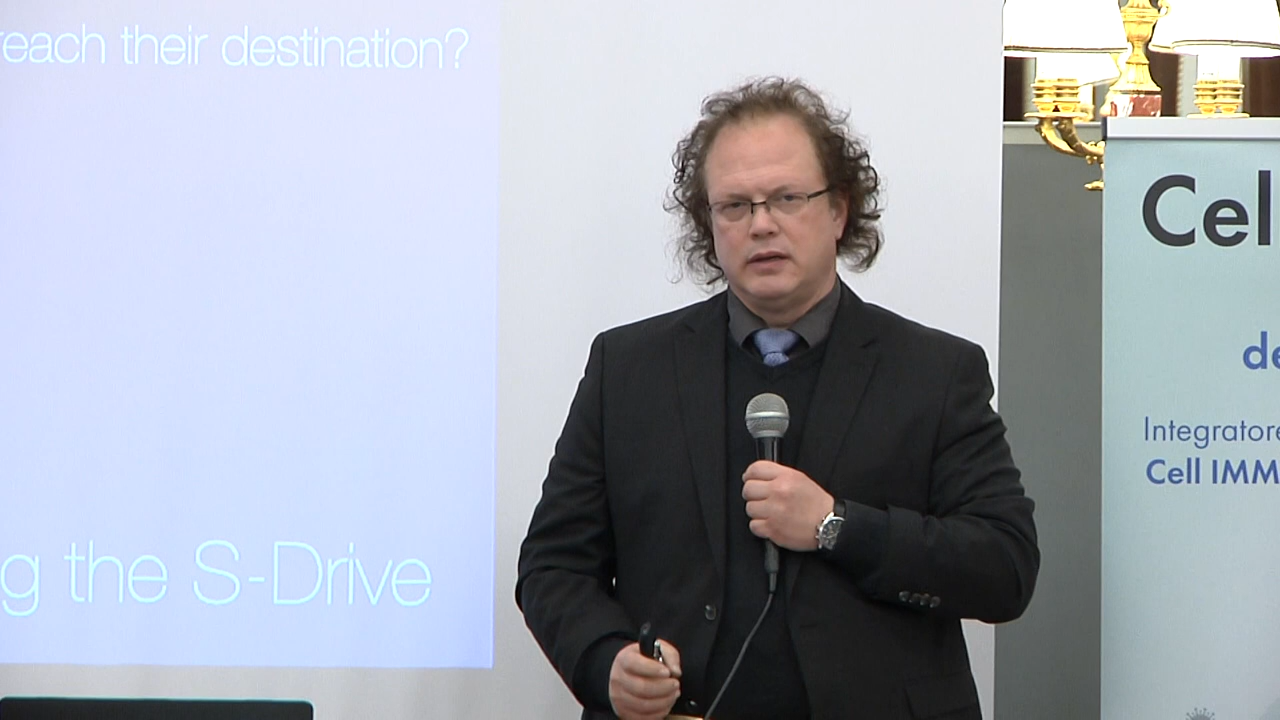 reach their destination?
g the S-Drive
Cel
de
Integratore
Cell IMM